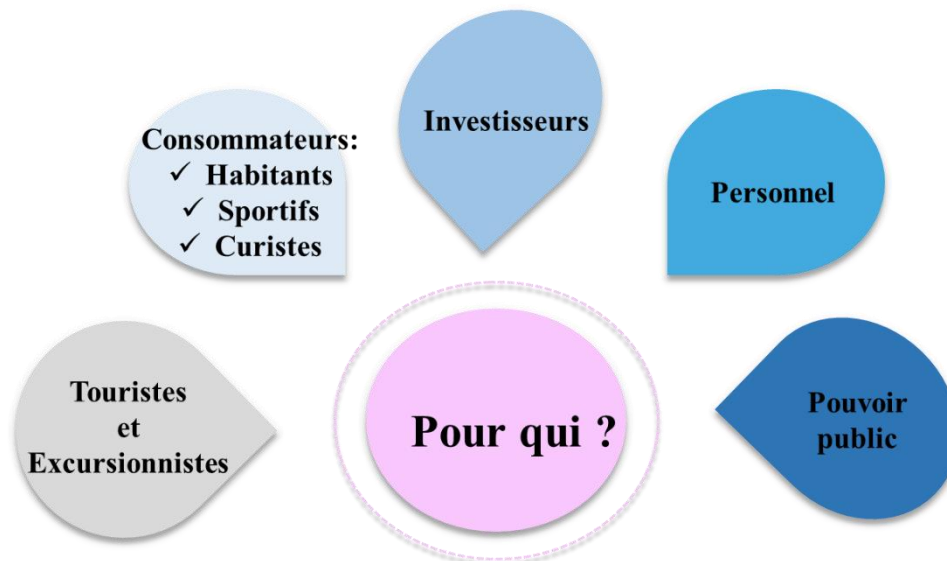 Consommateurs:
✓ Habitants
✓ Sportifs
✓ Curistes
Investisseurs
Personnel
Touristes
et
Excursionnistes
Pour qui ?
Pouvoir
public